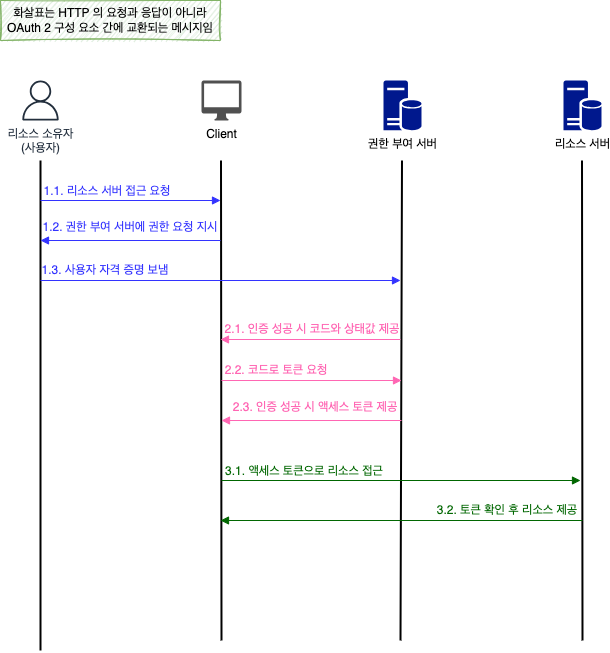 화살표는 HTTP 의 요청과 응답이 아니라
OAuth 2 구성 요소 간에 교환되는 메시지임
리소스 소유자
(사용자)
Client
권한 부여 서버
리소스 서버
1.1. 리소스 서버 접근 요청
1.2. 권한 부여 서버에 권한 요청 지시
1.3. 사용자 자격 증명 보냄
2.1. 인증 성공 시 코드와 상태값 제공
2.2. 코드로 토큰 요청
2.3. 인증 성공 시 액세스 토큰 제공
3.1. 액세스 토큰으로 리소스 접근
3.2. 토큰 확인 후 리소스 제공